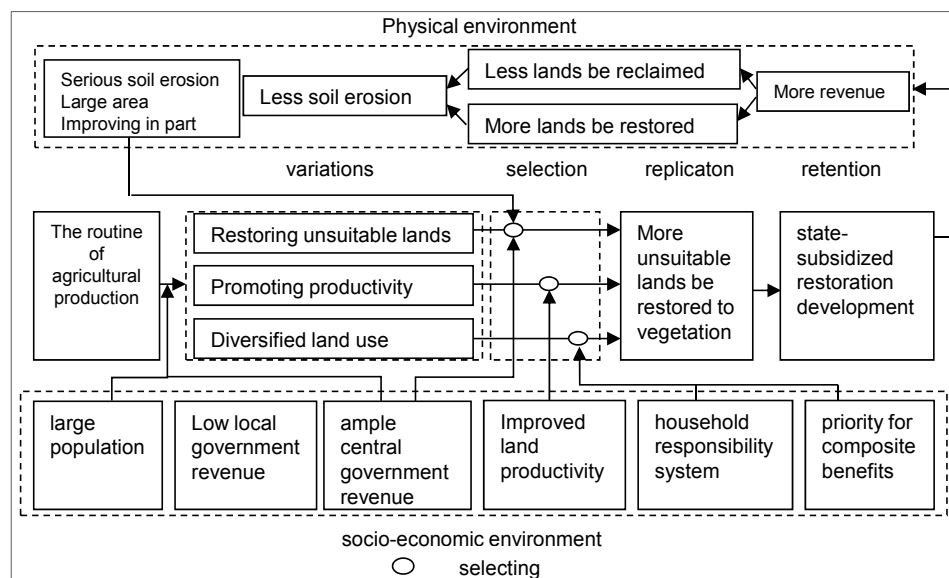 Physical environment
Serious soil erosion
Large area
Improving in part
Less soil erosion
Less lands be reclaimed
More lands be restored
More revenue
variations
selection
replicaton
retention
The routine
of
agricultural
production
Restoring unsuitable lands
Promoting productivity
Diversified land use
More
unsuitable
lands be
restored to
vegetation
state-
subsidized
restoration
development
large
population
Low local
government
revenue
ample
central
government
revenue
Improved
land
productivity
household
responsibility
system
priority for
composite
benefits
socio-economic environment
selecting